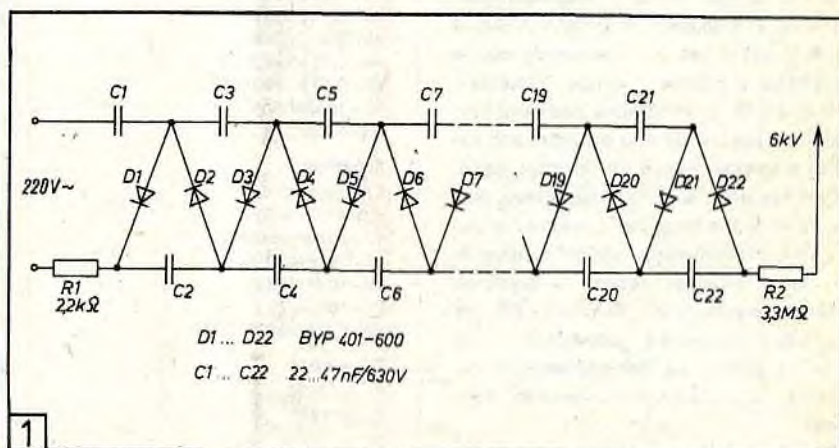 C1 C3 C5 C7 C19 C21
6kV
220V~ D1 D2 D3 D4 D5 D6 D7 D19 D20 D21 D22
R1 C2 C4 C6 C20 C22 R2
2,2kΩ 3,3MΩ
D1 ... D22 BYP 401-600
C1 ... C22 22...47nF/630V
1